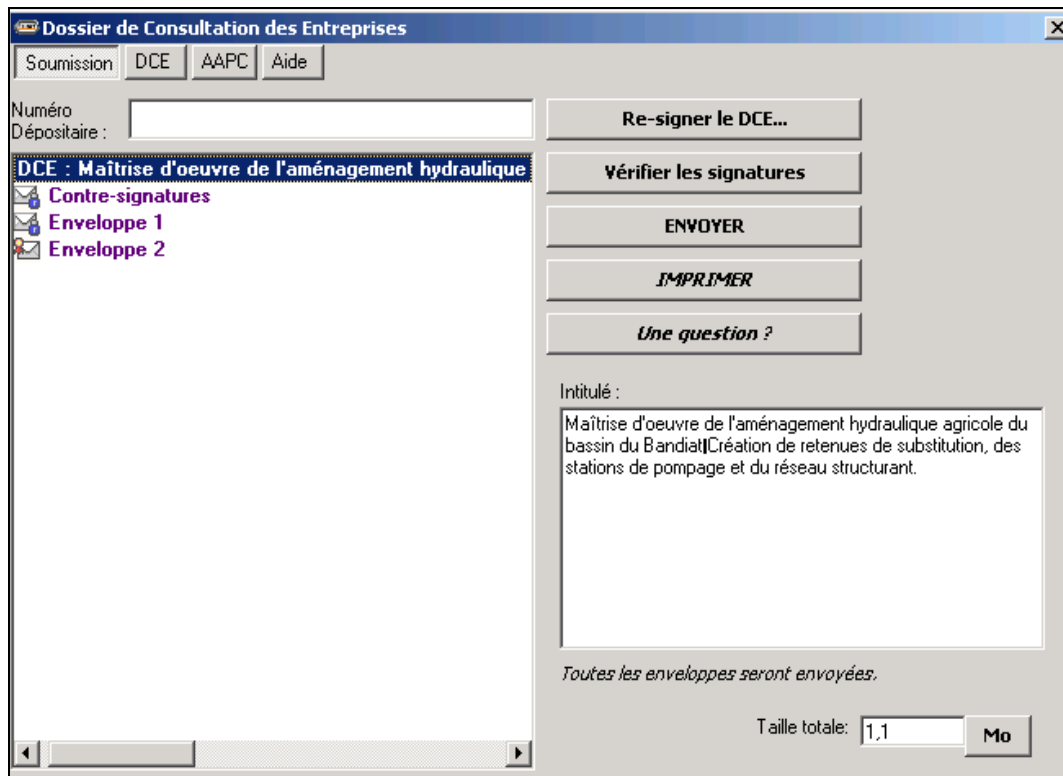 Dossier de Consultation des Entreprises
Soumission DCE AAPC Aide
Numéro
Dépositaire :
DCE : Maîtrise d'oeuvre de l'aménagement hydraulique
Contre-signatures
Enveloppe 1
Enveloppe 2
Re-signer le DCE...
Vérifier les signatures
ENVOYER
IMPRIMER
Une question ?
Intitulé :
Maîtrise d'oeuvre de l'aménagement hydraulique agricole du
bassin du Bandiat|Création de retenues de substitution, des
stations de pompage et du réseau structurant.
Toutes les enveloppes seront envoyées.
Taille totale: 1,1 Mo